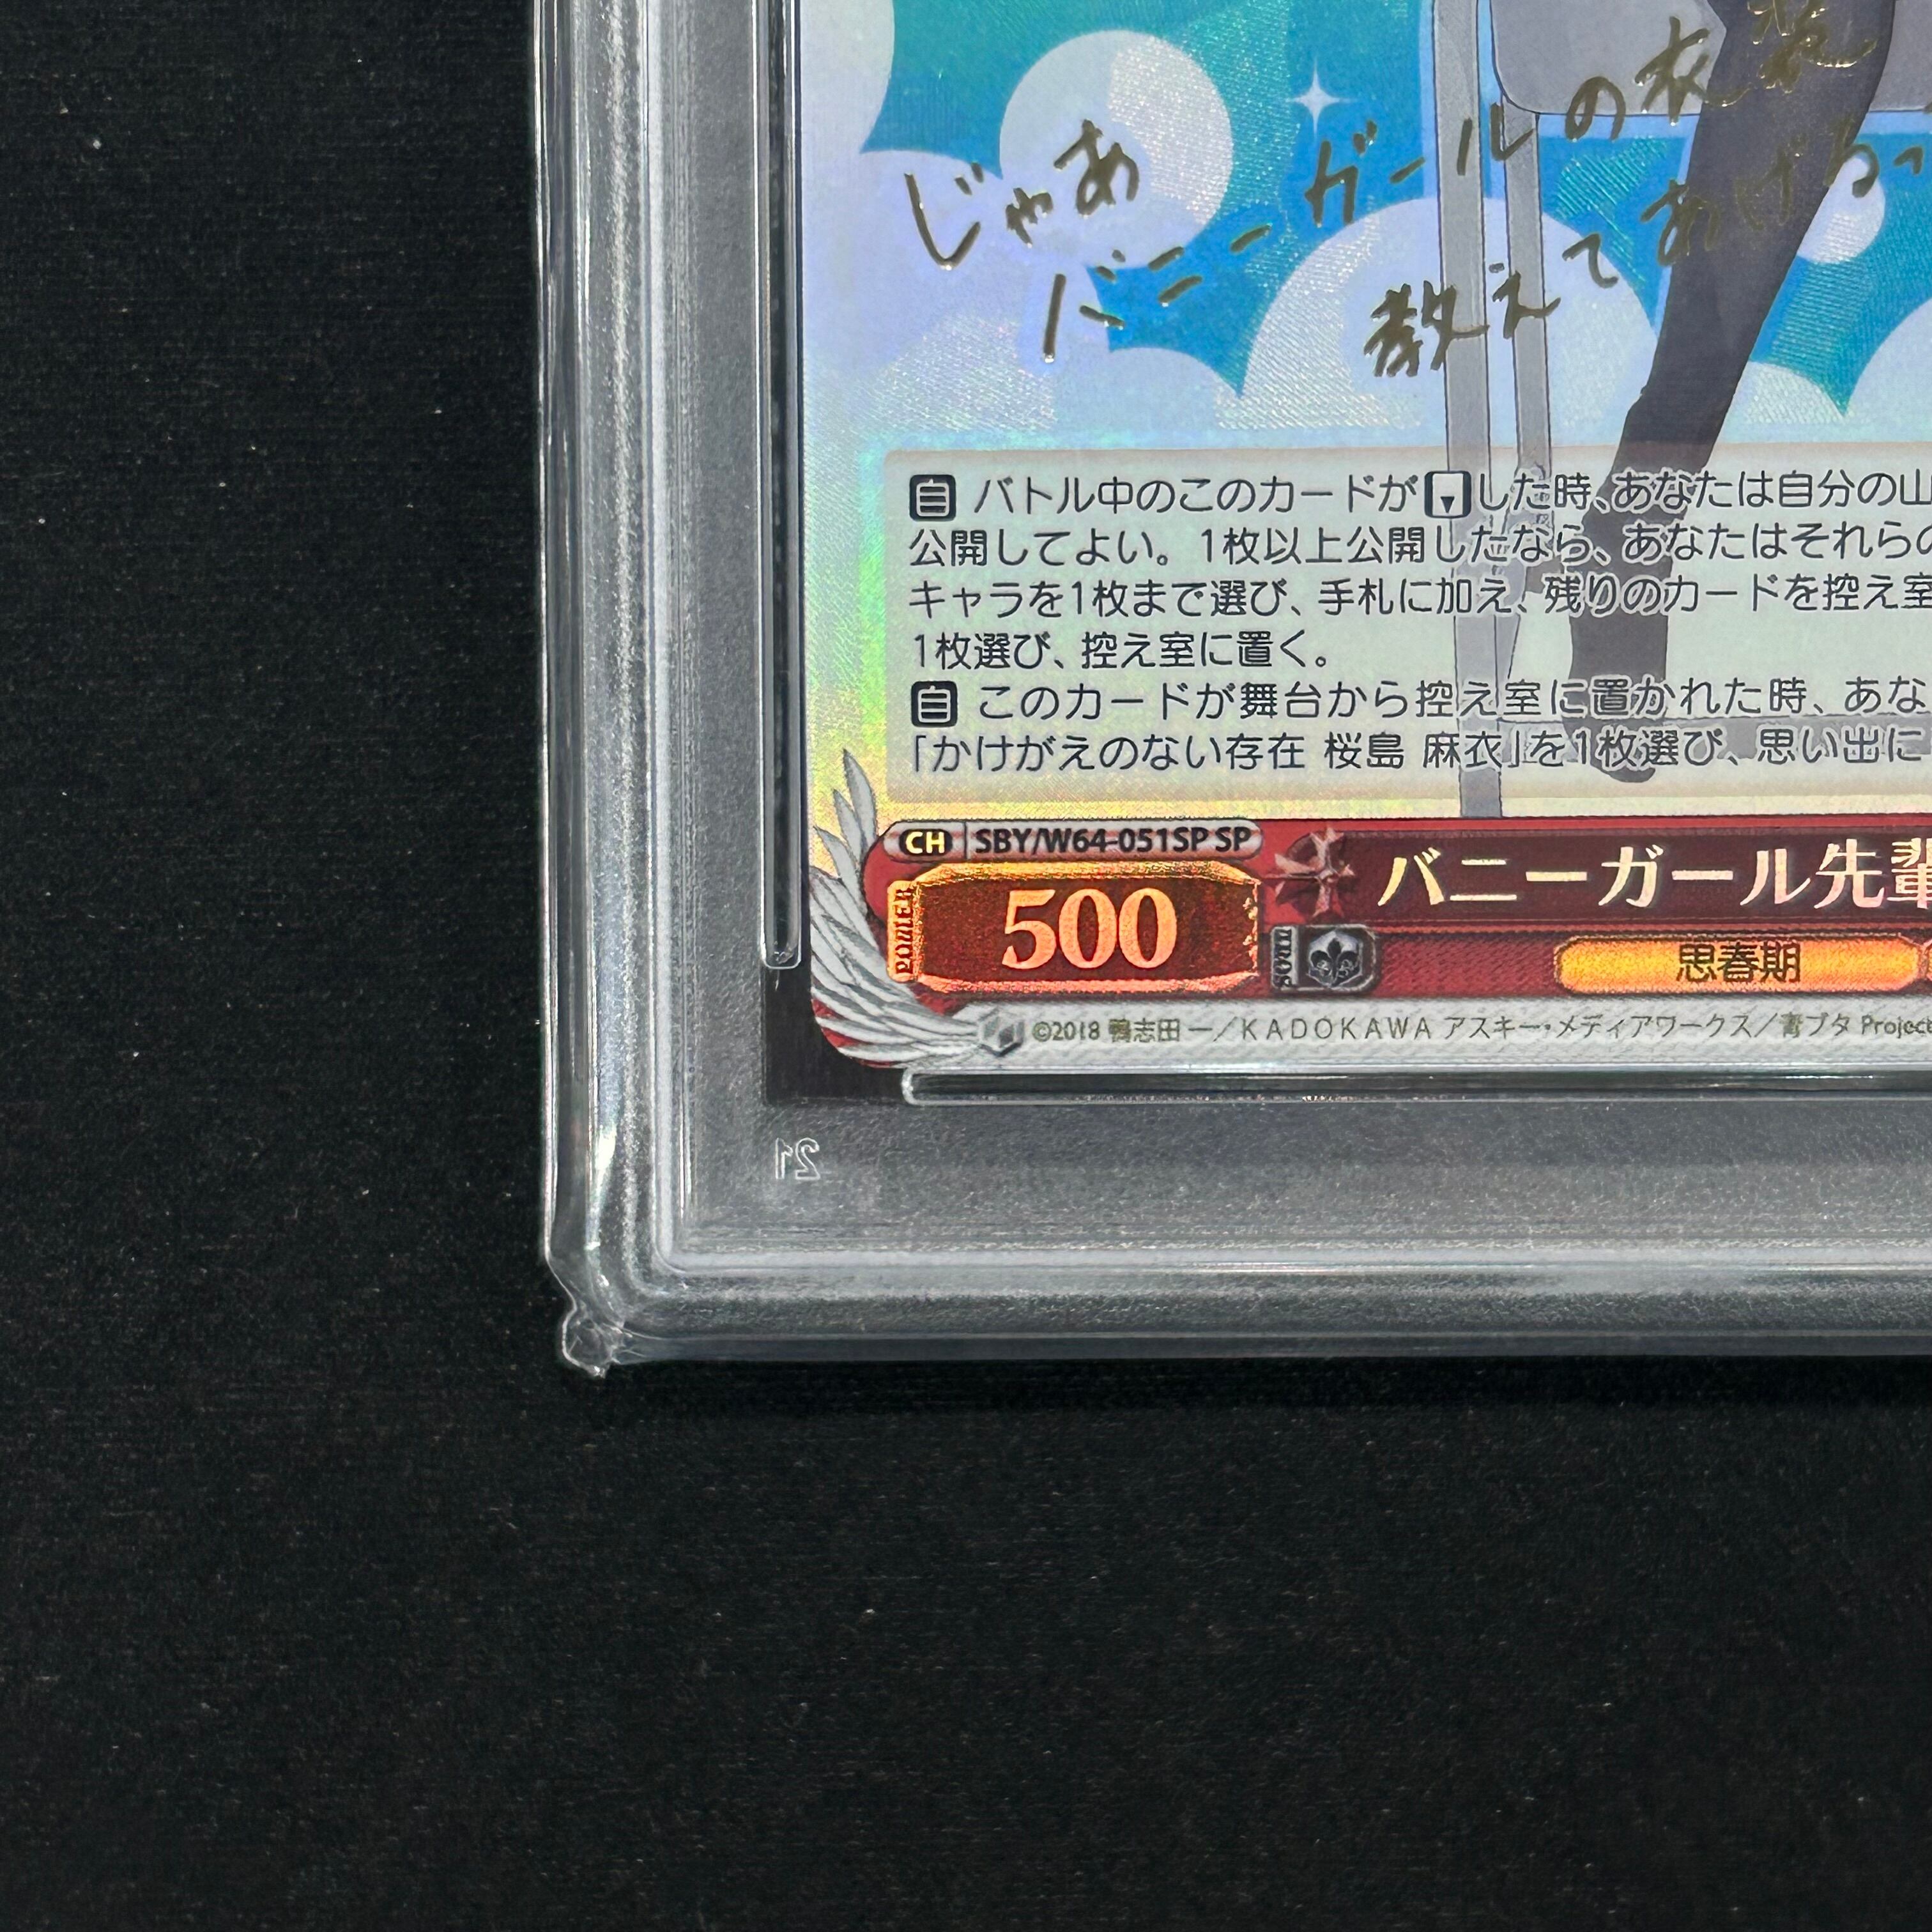 じゃあ
バニーガールの衣装
教えてあげるっ
自 バトル中のこのカードが▼した時、あなたは自分の山
公開してよい。1枚以上公開したなら、あなたはそれらの
キャラを1枚まで選び、手札に加え、残りのカードを控え室
1枚選び、控え室に置く。
自 このカードが舞台から控え室に置かれた時、あな
「かけがえのない存在 桜島 麻衣」を1枚選び、思い出に
CH SBY/W64-051SP SP
POWER 500
バニーガール先輩
SOUL
思春期
©2018 鴨志田 一/KADOKAWA アスキー・メディアワークス/青ブタ Project
21